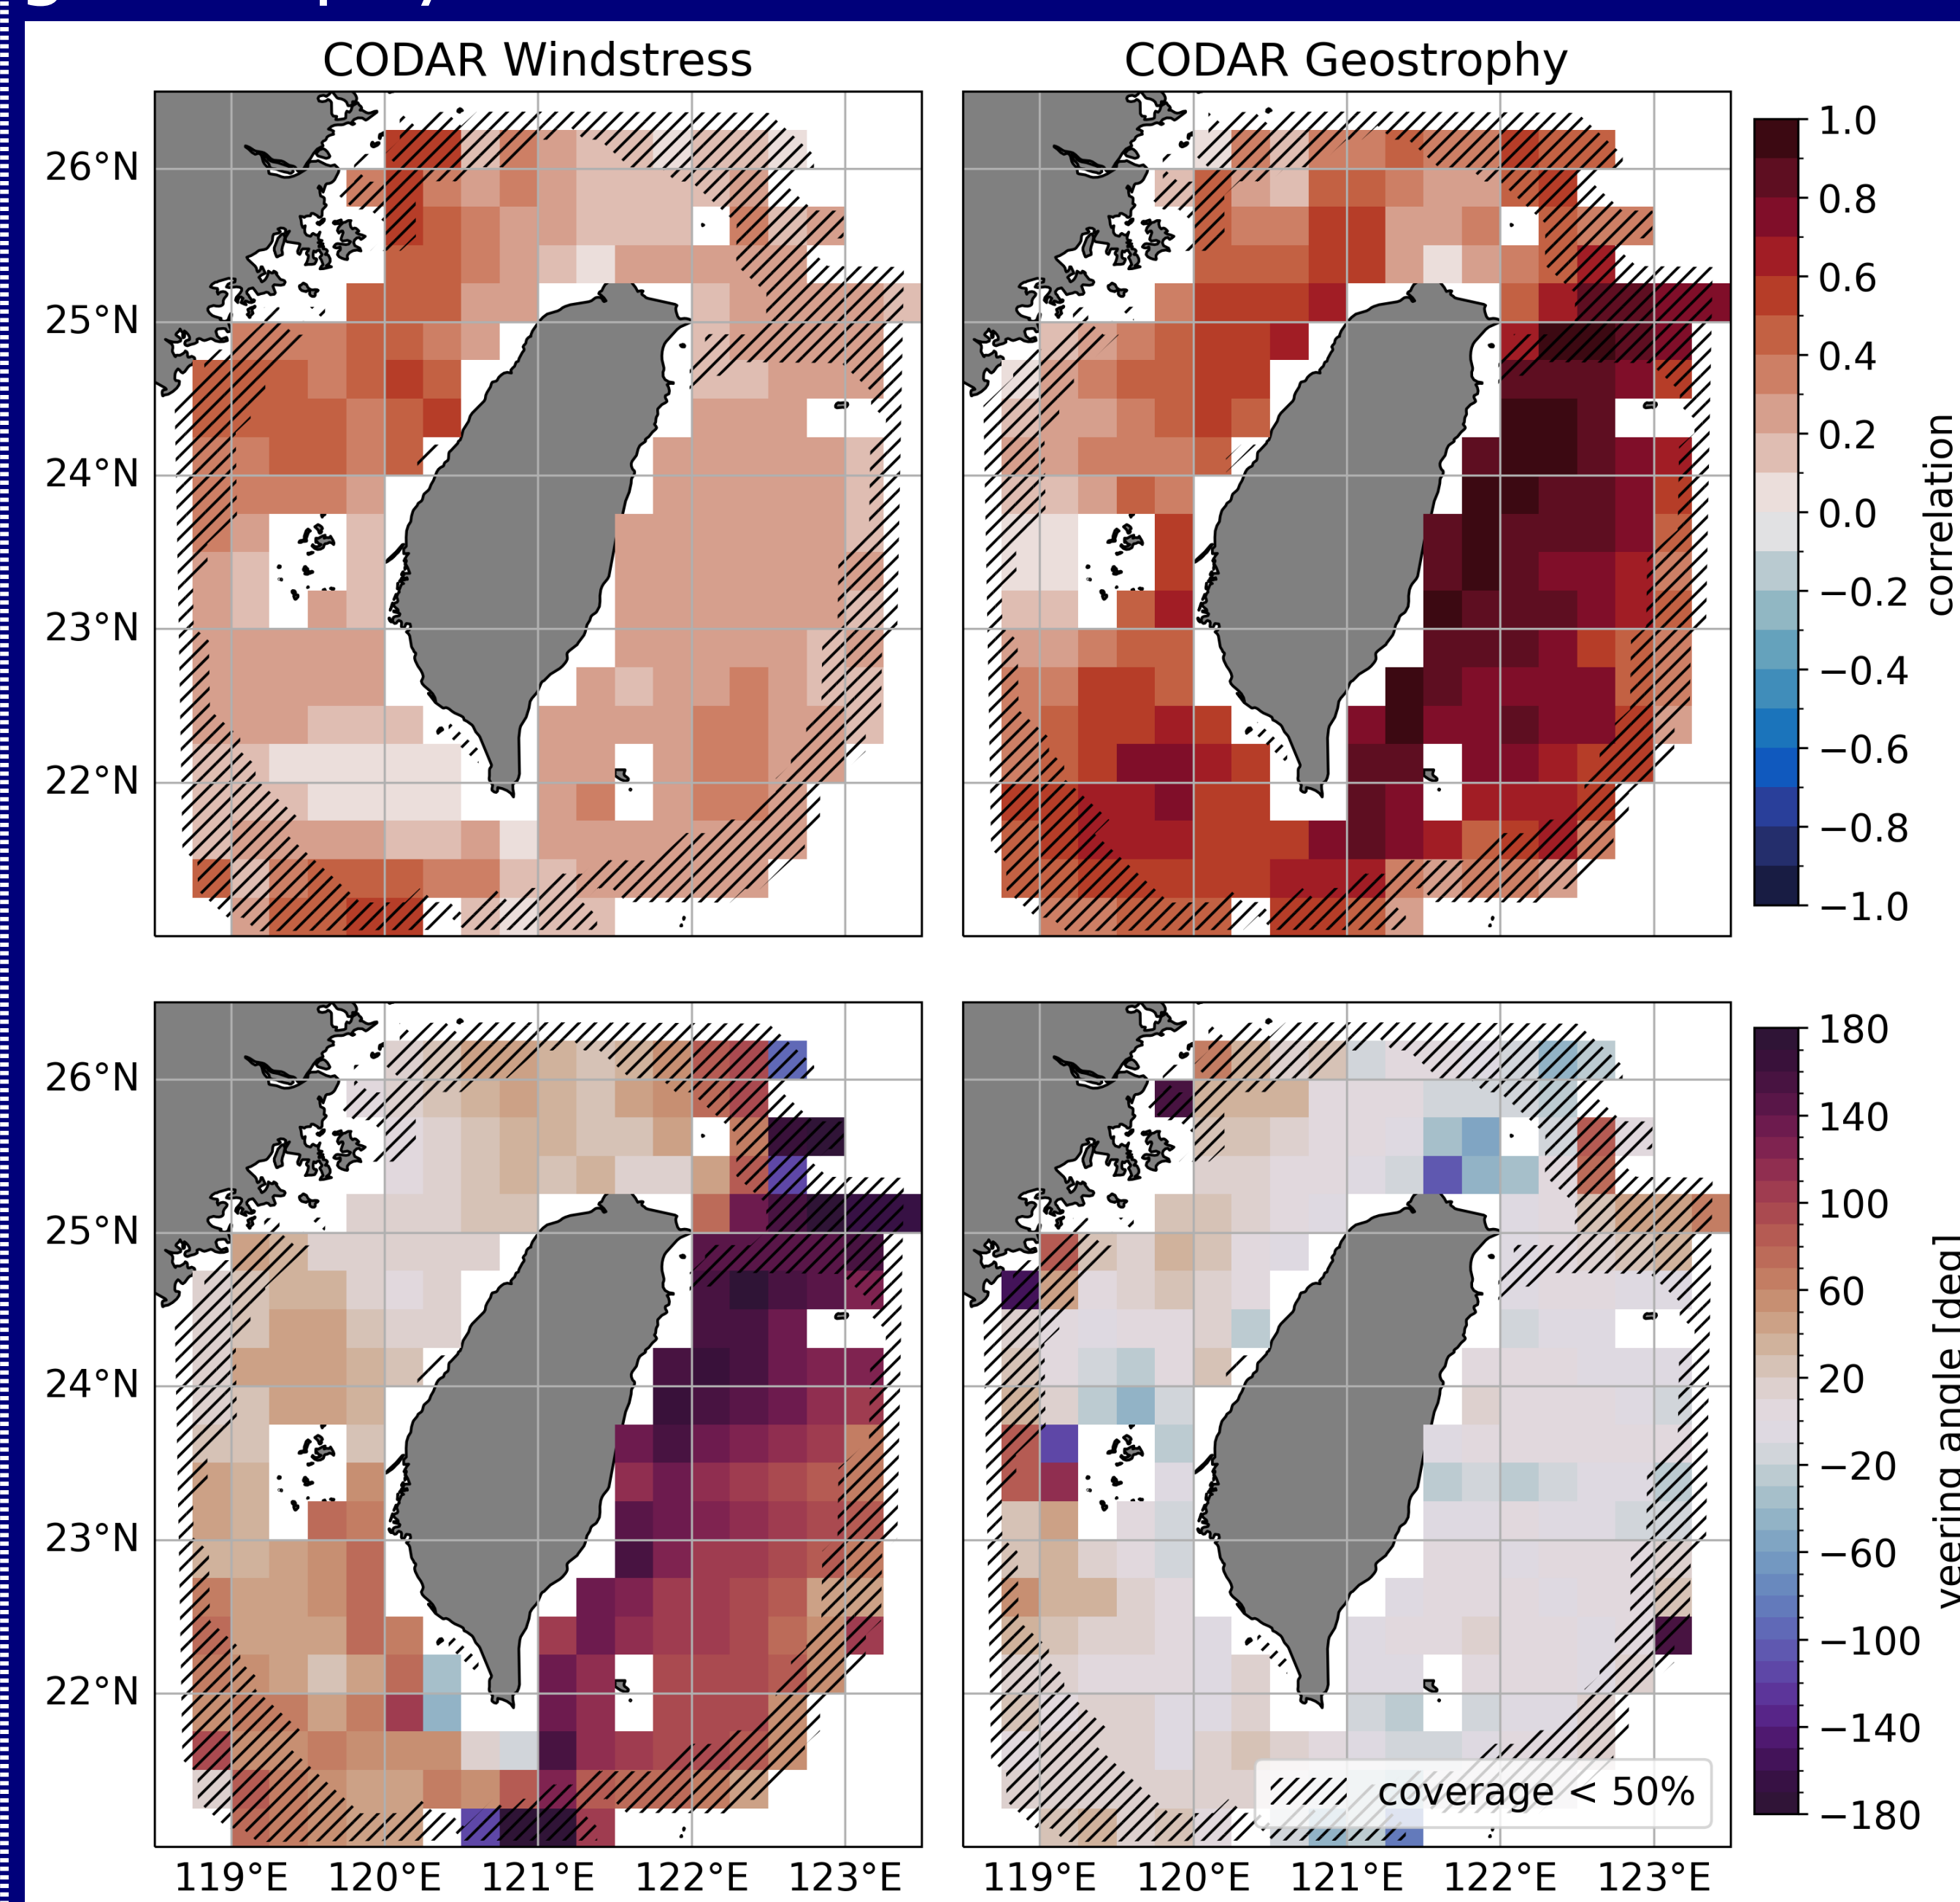 CODAR Windstress
CODAR Geostrophy
26°N
25°N
24°N
23°N
22°N
1.0
0.8
0.6
0.4
0.2
0.0
−0.2
−0.4
−0.6
−0.8
−1.0
correlation
26°N
25°N
24°N
23°N
22°N
119°E
120°E
121°E
122°E
123°E
119°E
120°E
121°E
122°E
123°E
coverage < 50%
180
140
100
60
20
−20
−60
−100
−140
−180
veering angle [deg]